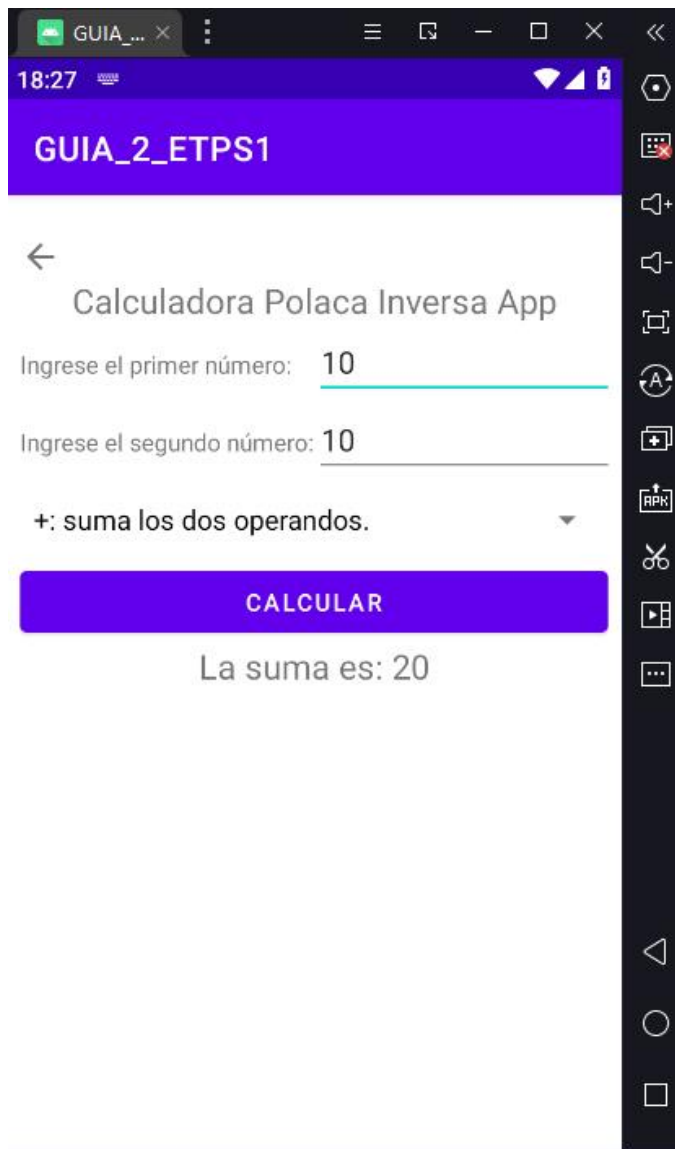 GUIA_...
18:27
GUIA_2_ETPS1
Calculadora Polaca Inversa App
Ingrese el primer número: 10
Ingrese el segundo número: 10
+: suma los dos operandos.
CALCULAR
La suma es: 20
A
APK